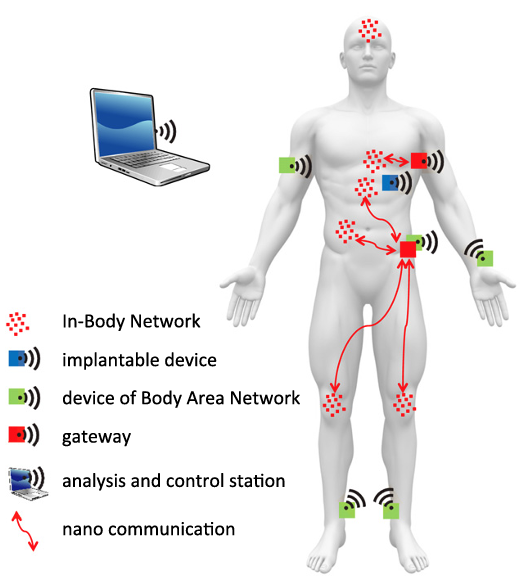 In-Body Network
implantable device
device of Body Area Network
gateway
analysis and control station
nano communication